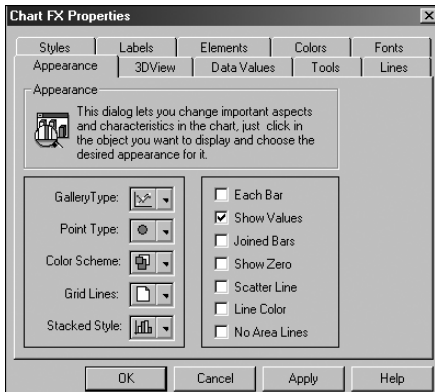 Chart FX Properties
Styles Labels Elements Colors Fonts
Appearance 3DView Data Values Tools Lines
Appearance
This dialog lets you change important aspects
and characteristics in the chart, just click in
the object you want to display and choose the
desired appearance for it.
GalleryType:
Point Type:
Color Scheme:
Grid Lines:
Stacked Style:
Each Bar
Show Values
Joined Bars
Show Zero
Scatter Line
Line Color
No Area Lines
OK Cancel Apply Help